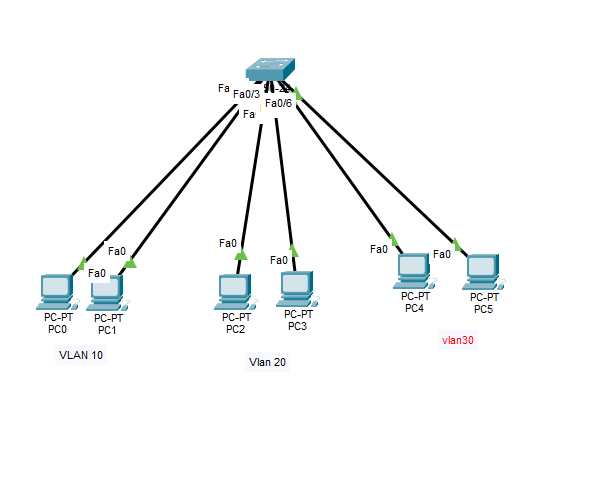 Fa
Fa0/3
Fa0/6
Fa
Fa0
Fa0
Fa0
Fa0
Fa0
Fa0
PC-PT
PC0
PC-PT
PC1
PC-PT
PC2
PC-PT
PC3
PC-PT
PC4
PC-PT
PC5
VLAN 10
Vlan 20
vlan30